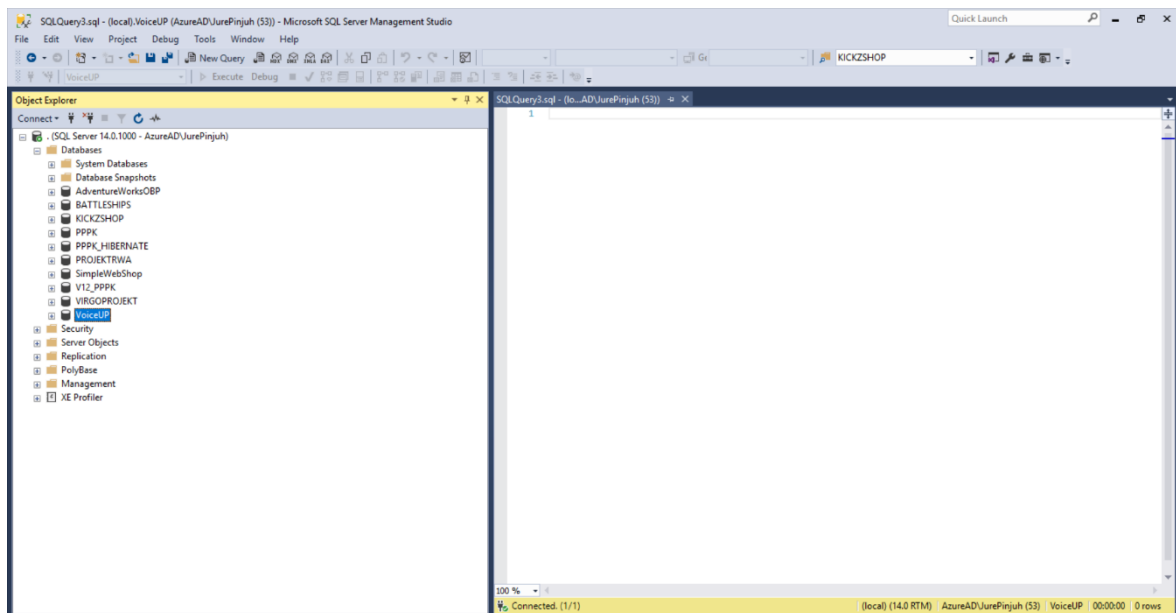 SQLQuery3.sql - (local).VoiceUP (AzureAD\JurePinjuh (53)) - Microsoft SQL Server Management Studio
Quick Launch
File Edit View Project Debug Tools Window Help
New Query
KICKZSHOP
VoiceUP
Execute Debug
Object Explorer
Connect
. (SQL Server 14.0.1000 - AzureAD\JurePinjuh)
Databases
System Databases
Database Snapshots
AdventureWorksOBP
BATTLESHIPS
KICKZSHOP
PPPK
PPPK_HIBERNATE
PROJEKTRWA
SimpleWebShop
V12_PPPK
VIRGOPROJEKT
VoiceUP
Security
Server Objects
Replication
PolyBase
Management
XE Profiler
SQLQuery3.sql - (lo...AD\JurePinjuh (53))
1
100 %
Connected. (1/1)
(local) (14.0 RTM) AzureAD\JurePinjuh (53) VoiceUP 00:00:00 0 rows